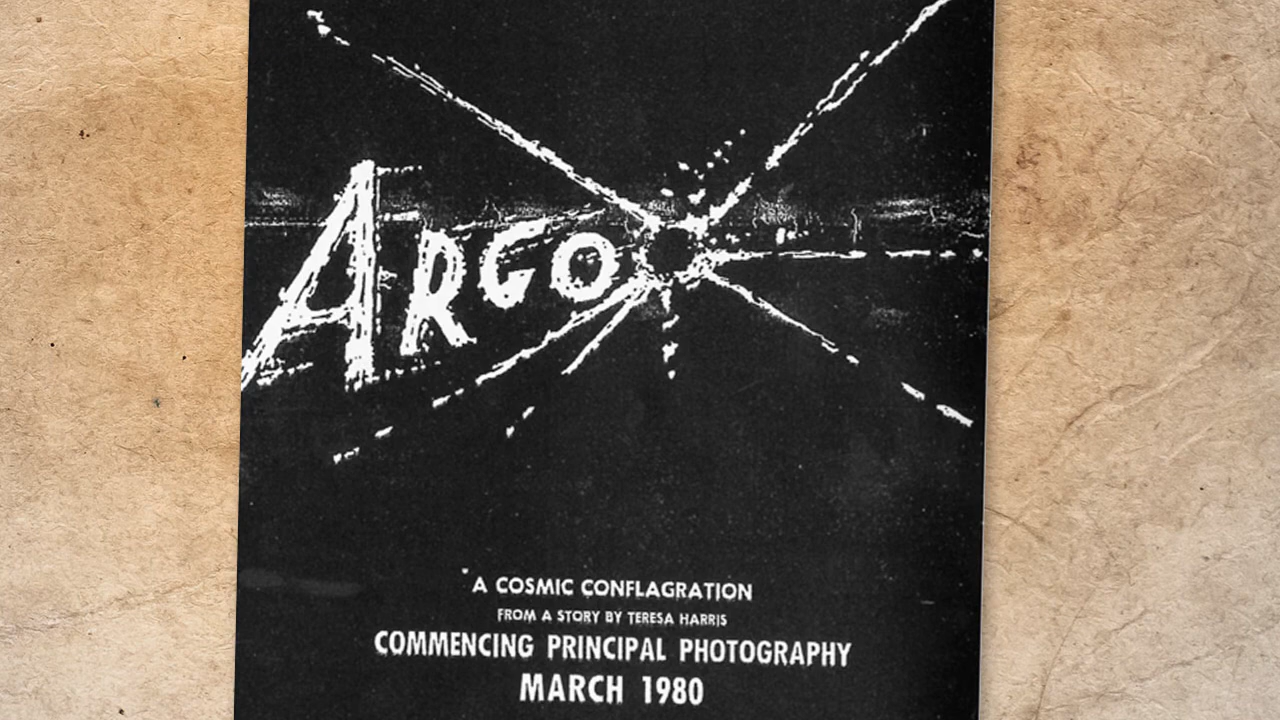 ARGO
A COSMIC CONFLAGRATION
FROM A STORY BY TERESA HARRIS
COMMENCING PRINCIPAL PHOTOGRAPHY
MARCH 1980